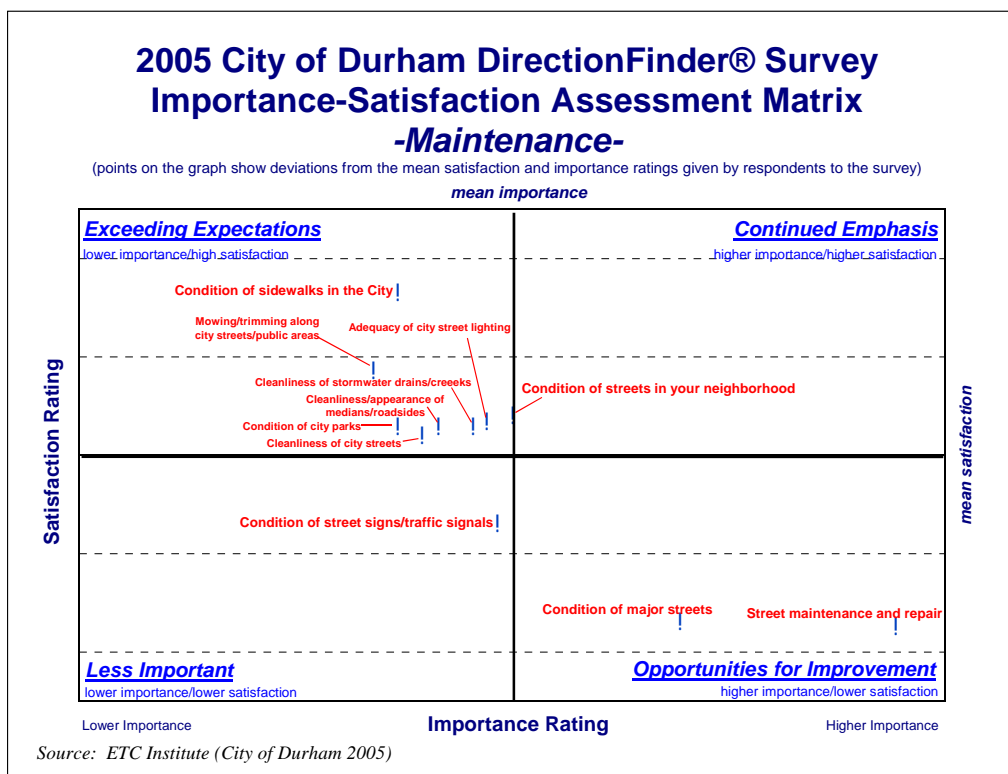 2005 City of Durham DirectionFinder® Survey
Importance-Satisfaction Assessment Matrix
-Maintenance-
(points on the graph show deviations from the mean satisfaction and importance ratings given by respondents to the survey)
mean importance
Exceeding Expectations
lower importance/high satisfaction
Continued Emphasis
higher importance/higher satisfaction
Condition of sidewalks in the City
Mowing/trimming along
city streets/public areas
Adequacy of city street lighting
Cleanliness of stormwater drains/creeeks
Condition of streets in your neighborhood
Cleanliness/appearance of
medians/roadsides
Condition of city parks
Cleanliness of city streets
Satisfaction Rating
mean satisfaction
Condition of street signs/traffic signals
Condition of major streets
Street maintenance and repair
Less Important
lower importance/lower satisfaction
Opportunities for Improvement
higher importance/lower satisfaction
Lower Importance
Importance Rating
Higher Importance
Source: ETC Institute (City of Durham 2005)